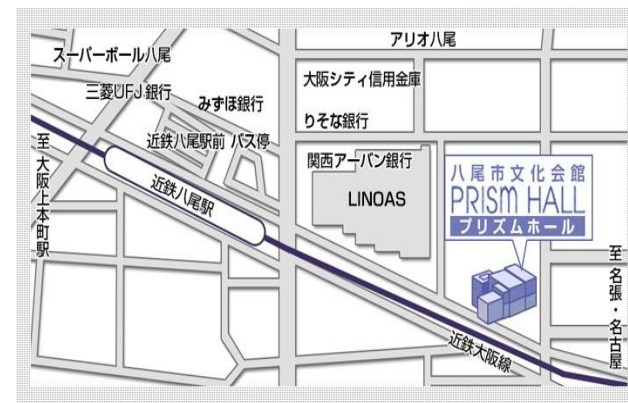 アリオ八尾
スーパーボール八尾
大阪シティ信用金庫
三菱UFJ銀行
みずほ銀行
りそな銀行
近鉄八尾駅前 バス停
関西アーバン銀行
八尾市文化会館
PRISM HALL
プリズムホール
LINOAS
近鉄八尾駅
至 大阪上本町駅
至 名張・名古屋
近鉄大阪線